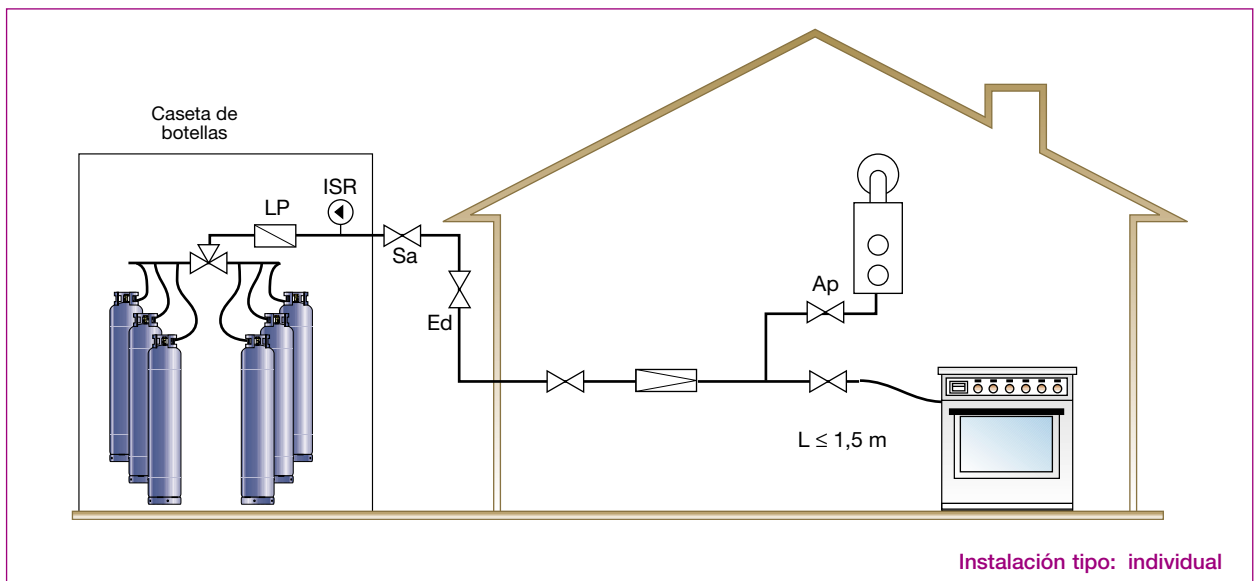 Caseta de
botellas
ISR
LP
Sa
Ed
Ap
L ≤ 1,5 m
Instalación tipo: individual